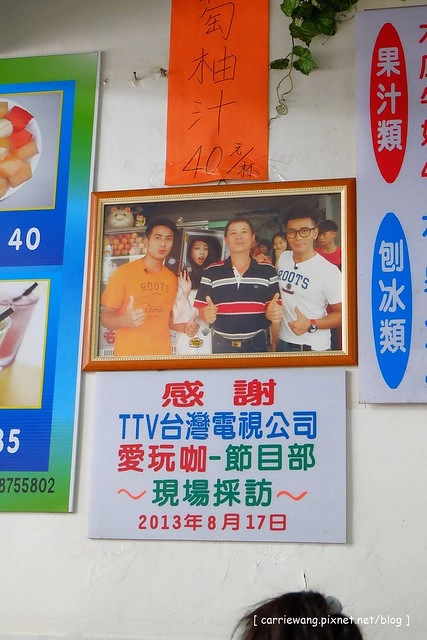 萄柚汁
40元/杯
40
35
8755802
果汁類
刨冰類
ROOTS
ROOTS
感謝
TTV台灣電視公司
愛玩咖-節目部
～現場採訪～
2013年8月17日
[ carriewang.pixnet.net/blog ]